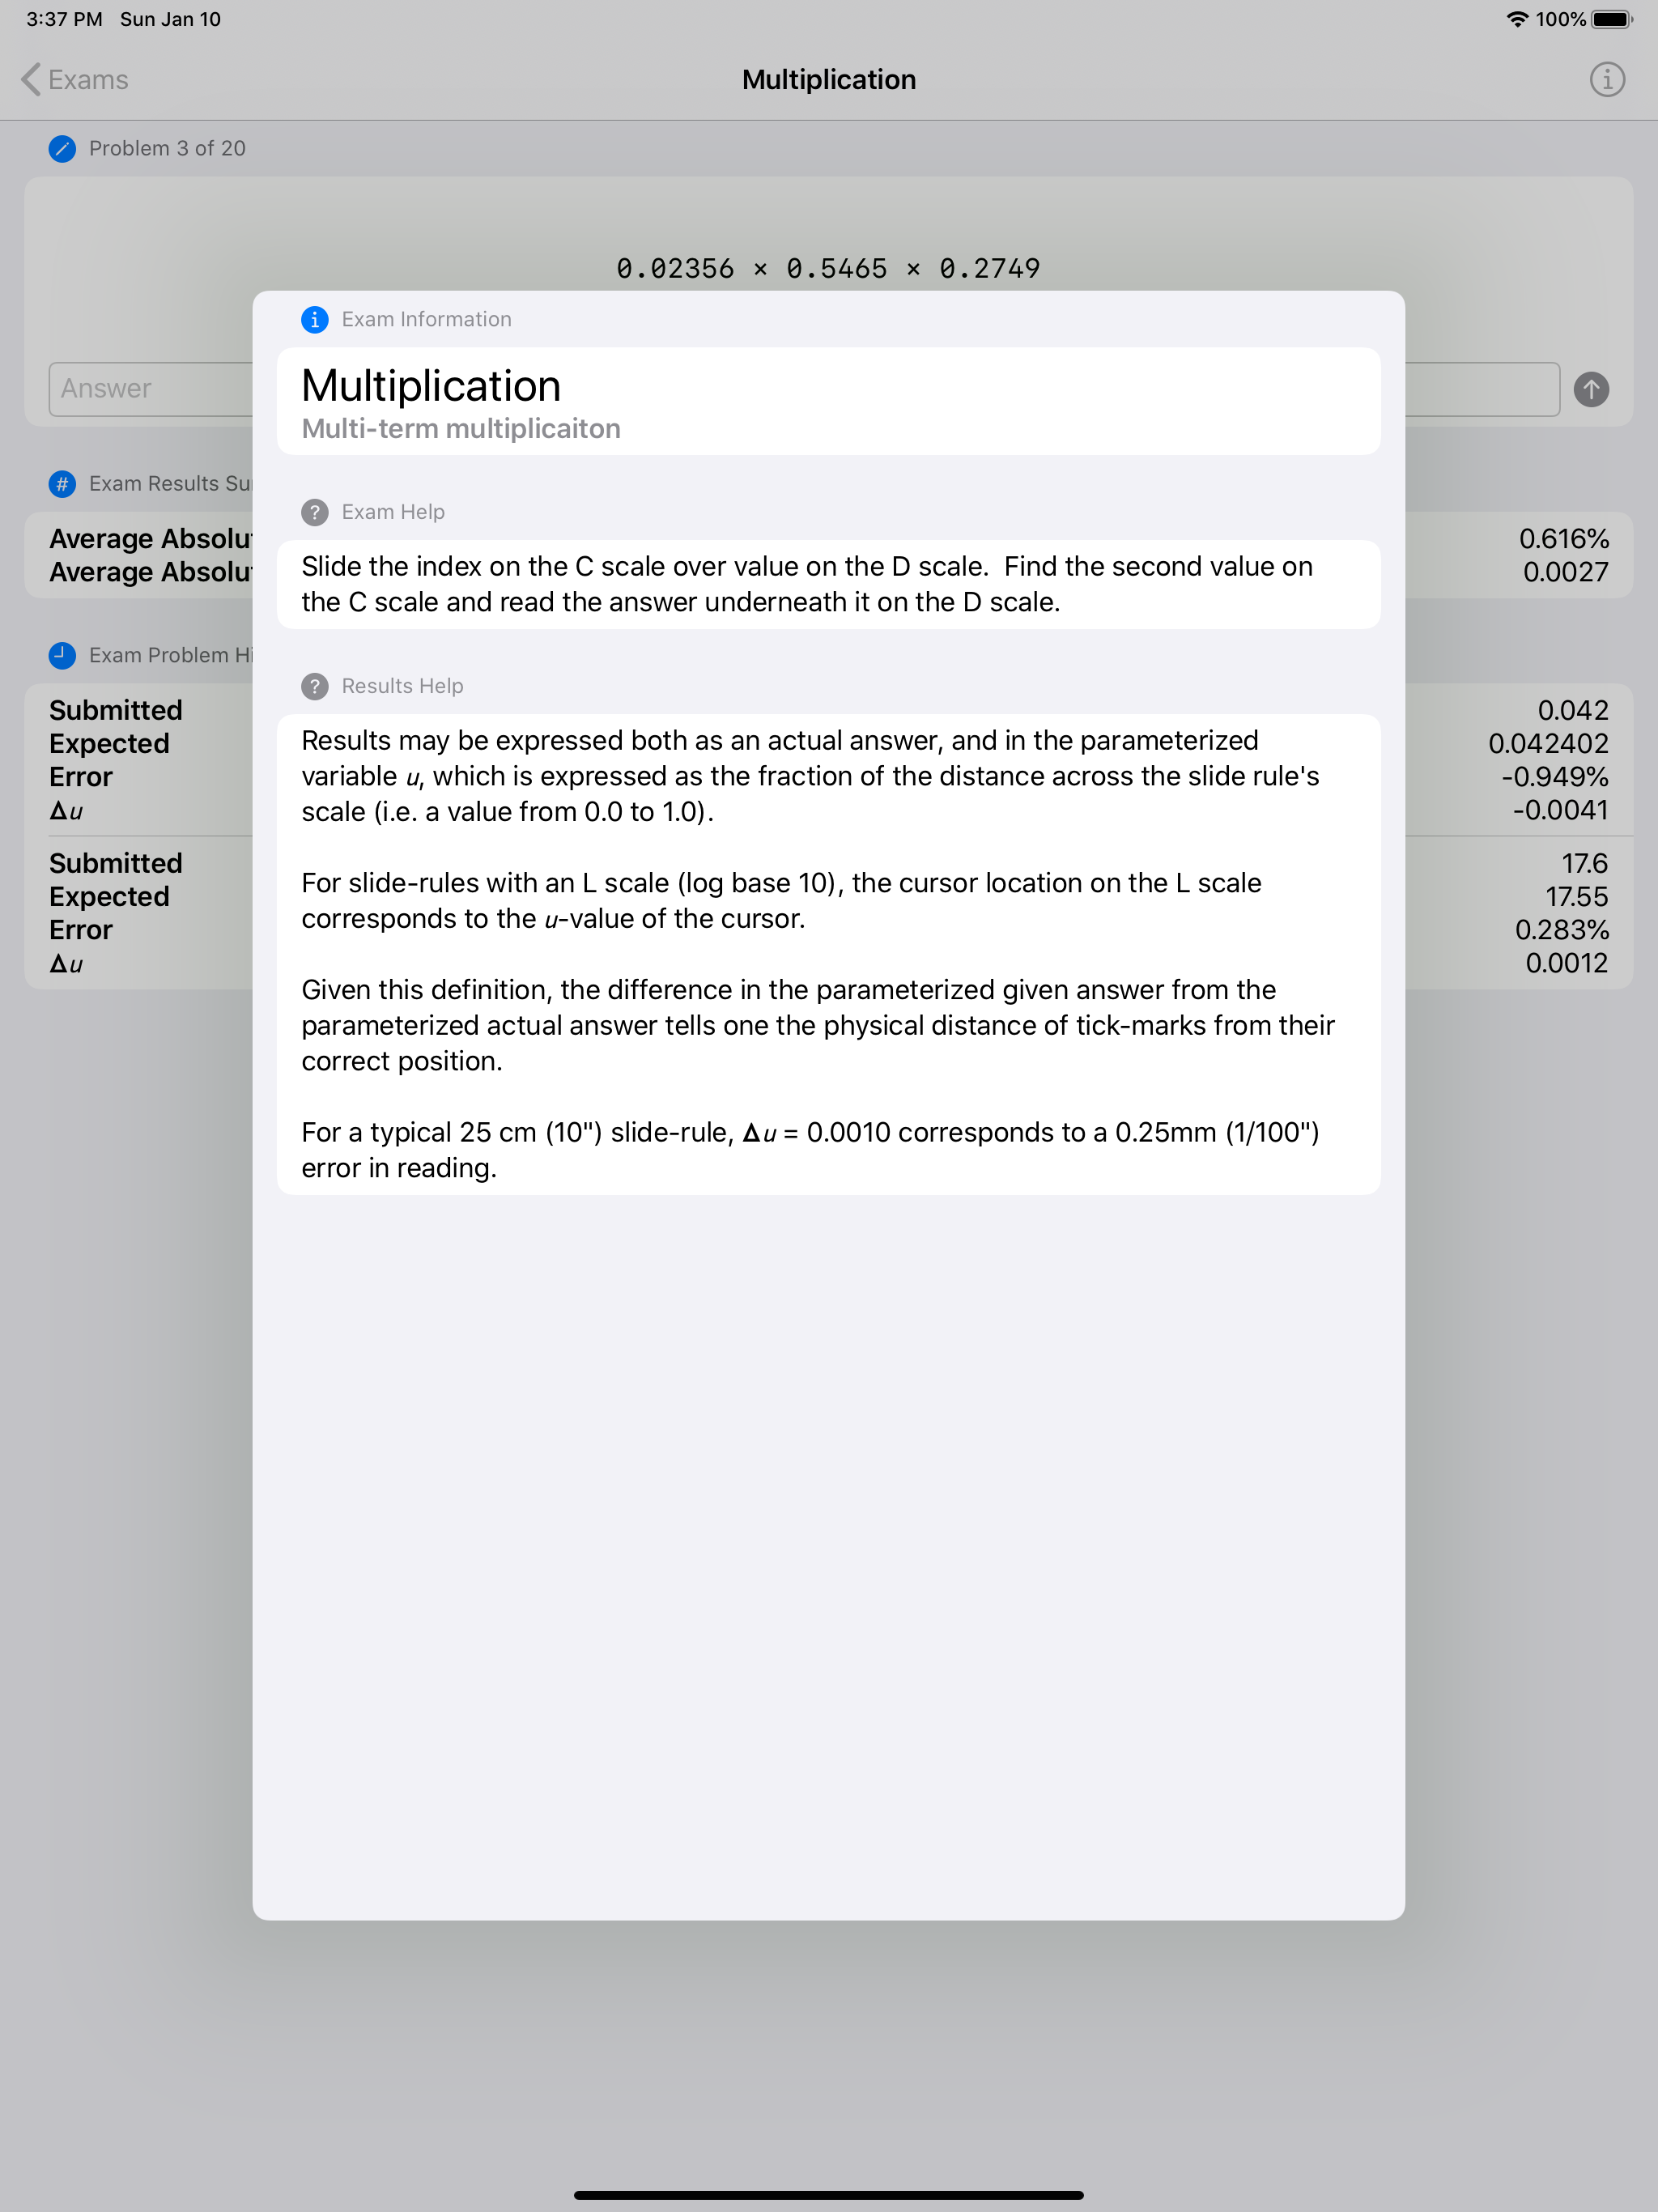 3:37 PM Sun Jan 10
100%
Exams
Multiplication
Problem 3 of 20
0.02356 × 0.5465 × 0.2749
Answer
Exam Information
Multiplication
Multi-term multiplicaiton
Exam Help
Slide the index on the C scale over value on the D scale.  Find the second value on
the C scale and read the answer underneath it on the D scale.
Results Help
Results may be expressed both as an actual answer, and in the parameterized
variable u, which is expressed as the fraction of the distance across the slide rule's
scale (i.e. a value from 0.0 to 1.0).
For slide-rules with an L scale (log base 10), the cursor location on the L scale
corresponds to the u-value of the cursor.
Given this definition, the difference in the parameterized given answer from the
parameterized actual answer tells one the physical distance of tick-marks from their
correct position.
For a typical 25 cm (10") slide-rule, Δu = 0.0010 corresponds to a 0.25mm (1/100")
error in reading.
Exam Results
Average
0.616%
Average
0.0027
Exam Problem
Submitted 0.042
Expected 0.042402
Error -0.949%
Δu -0.0041
Submitted 17.6
Expected 17.55
Error 0.283%
Δu 0.0012